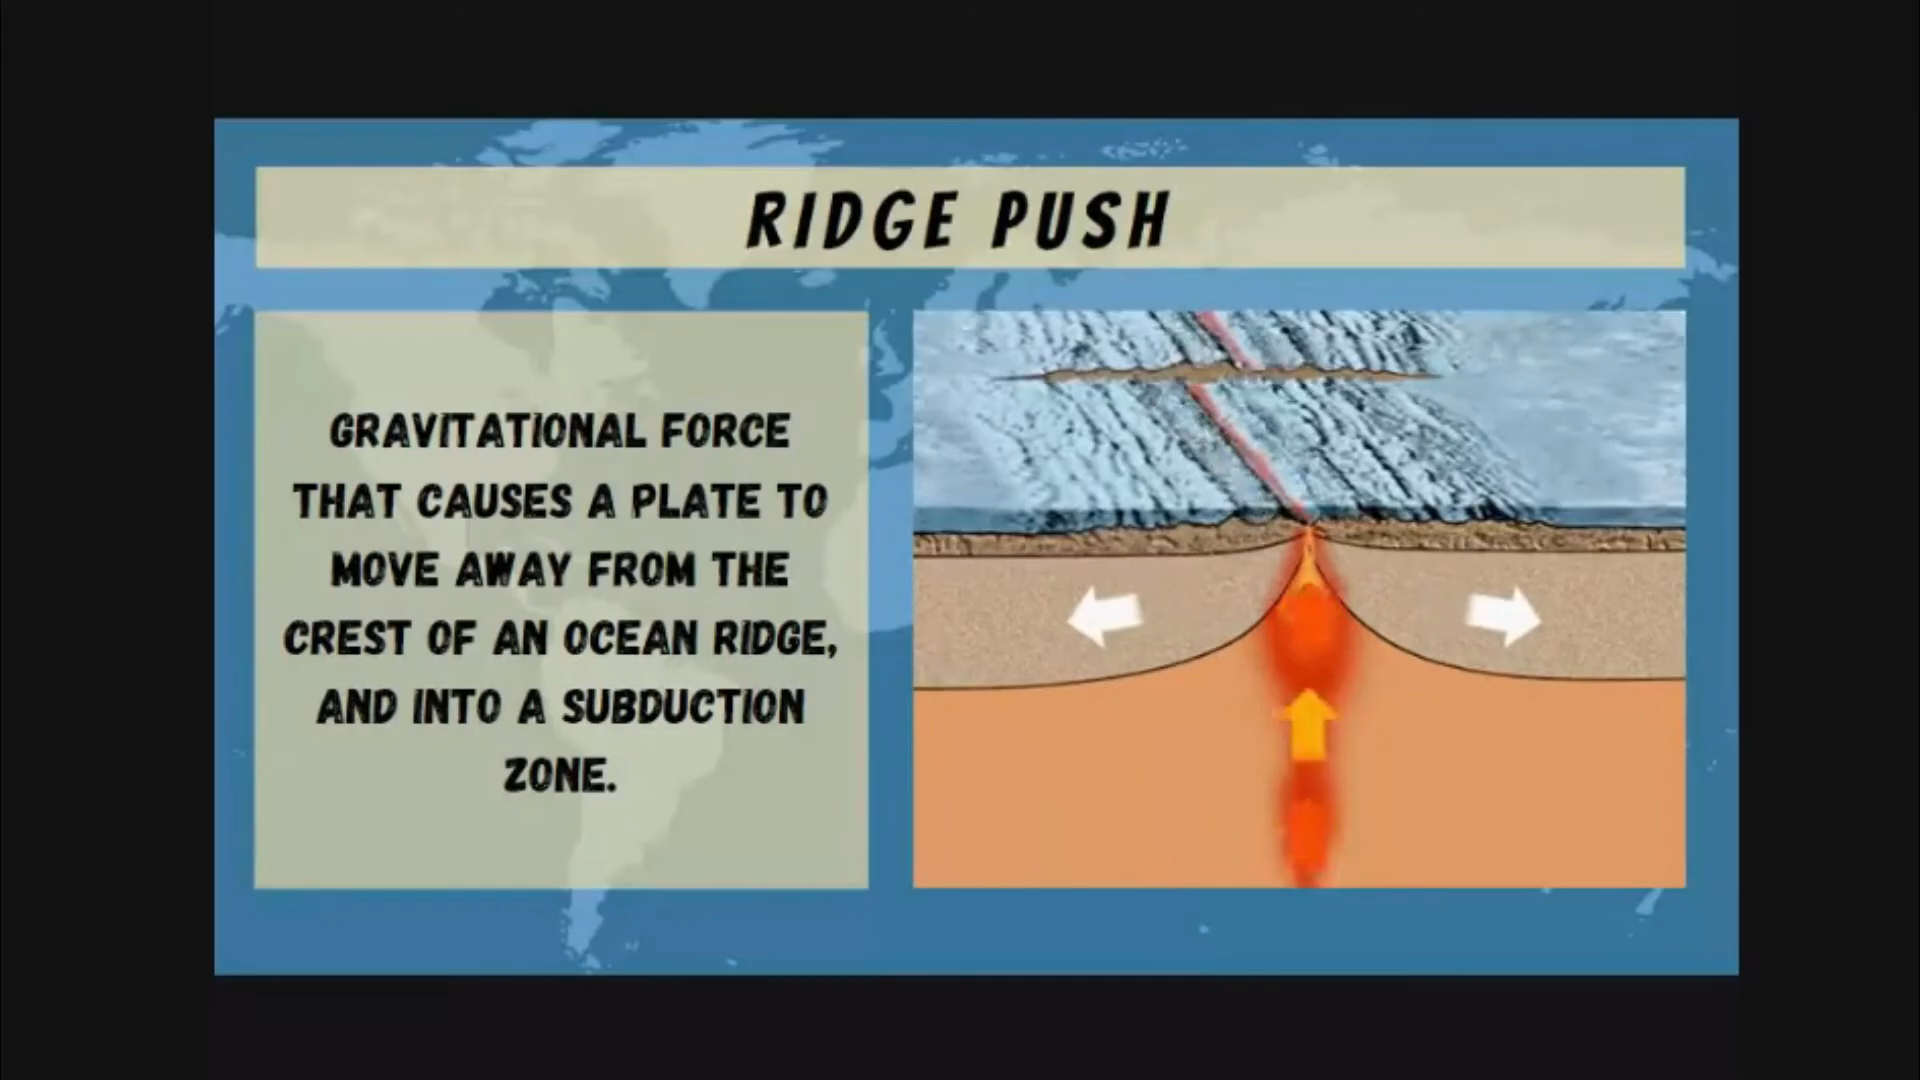 RIDGE PUSH
GRAVITATIONAL FORCE
THAT CAUSES A PLATE TO
MOVE AWAY FROM THE
CREST OF AN OCEAN RIDGE,
AND INTO A SUBDUCTION
ZONE.